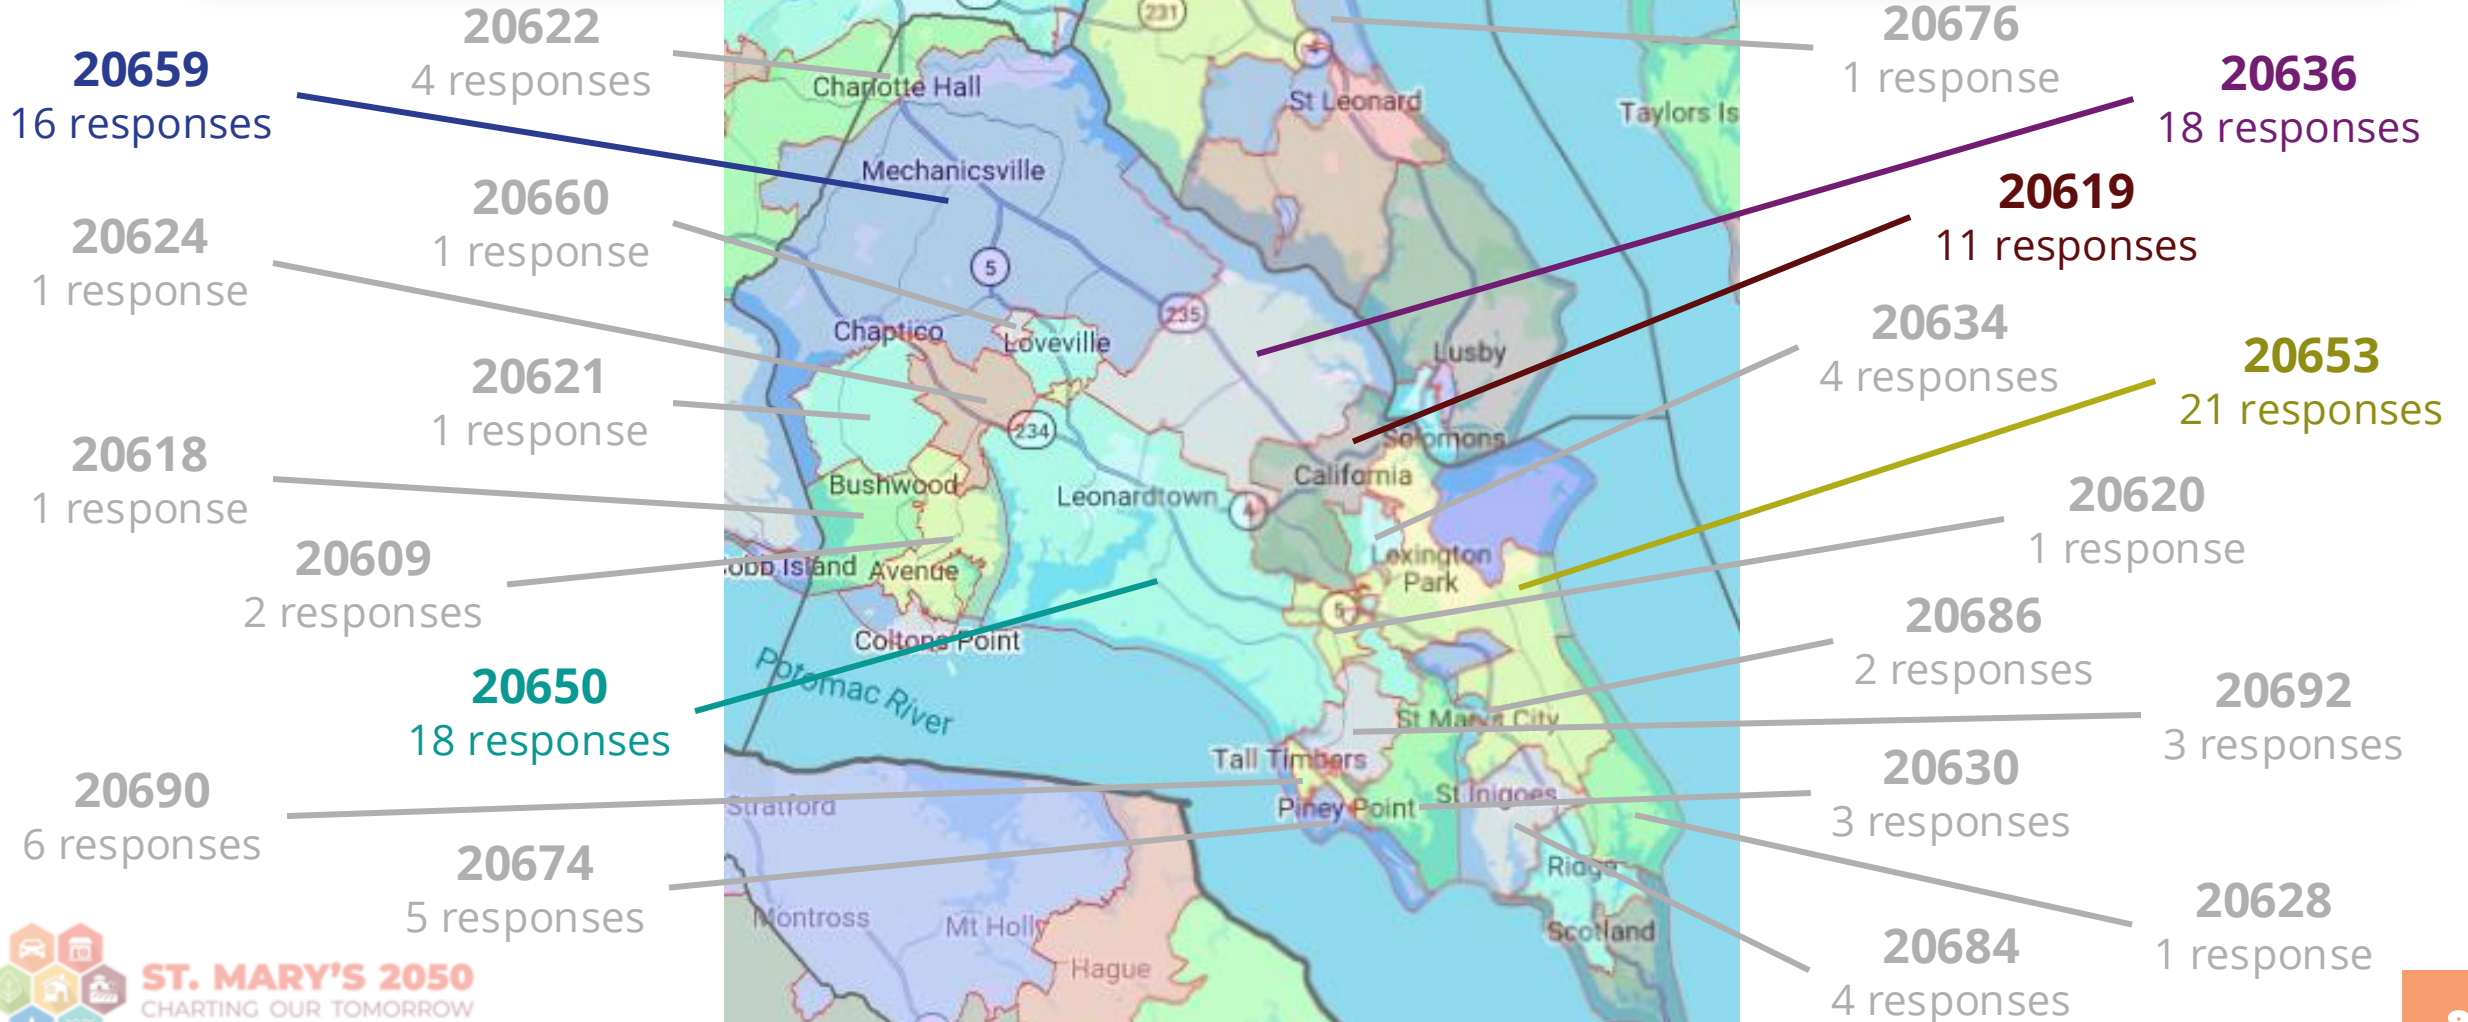 20622
4 responses
20659
16 responses
20660
1 response
20624
1 response
20621
1 response
20618
1 response
20609
2 responses
20650
18 responses
20690
6 responses
20674
5 responses
ST. MARY'S 2050
CHARTING OUR TOMORROW
231
4
Charlotte Hall
St Leonard
Taylors Is
Mechanicsville
5
235
Chaptico
Loveville
Lusby
234
Solomons
California
Bushwood
Leonardtown
4
Lexington
Park
obb Island
Avenue
5
Coltons Point
Potomac River
St Marys City
Tall Timbers
Stratford
Piney Point
St Inigoes
Ridge
Montross
Mt Holly
Scotland
Hague
20676
1 response
20636
18 responses
20619
11 responses
20634
4 responses
20653
21 responses
20620
1 response
20686
2 responses
20692
3 responses
20630
3 responses
20628
1 response
20684
4 responses